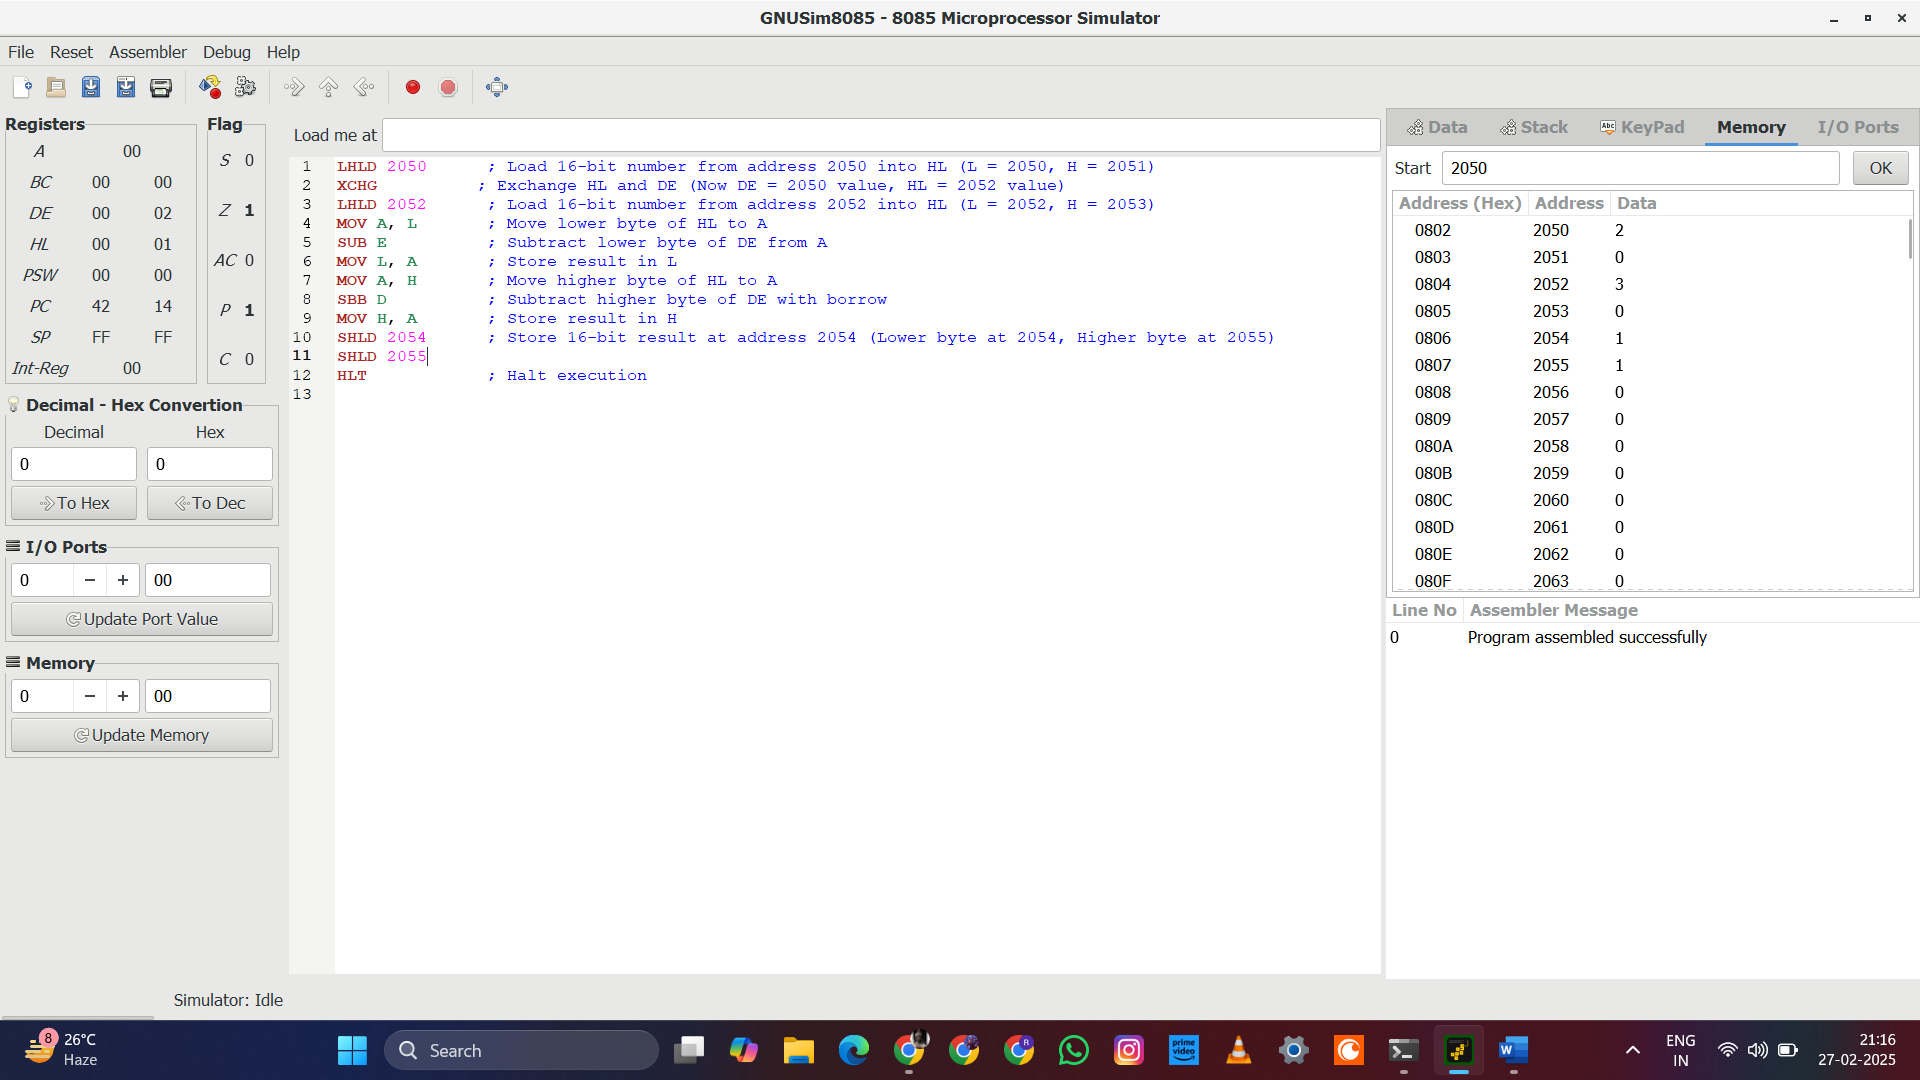 GNUSim8085 - 8085 Microprocessor Simulator
File Reset Assembler Debug Help
Registers
A 00
BC 00 00
DE 00 02
HL 00 01
PSW 00 00
PC 42 14
SP FF FF
Int-Reg 00
Flag
S 0
Z 1
AC 0
P 1
C 0
Decimal - Hex Convertion
Decimal Hex
0 0
To Hex To Dec
I/O Ports
0 − + 00
Update Port Value
Memory
0 − + 00
Update Memory
Load me at
1 LHLD 2050 ; Load 16-bit number from address 2050 into HL (L = 2050, H = 2051)
2 XCHG ; Exchange HL and DE (Now DE = 2050 value, HL = 2052 value)
3 LHLD 2052 ; Load 16-bit number from address 2052 into HL (L = 2052, H = 2053)
4 MOV A, L ; Move lower byte of HL to A
5 SUB E ; Subtract lower byte of DE from A
6 MOV L, A ; Store result in L
7 MOV A, H ; Move higher byte of HL to A
8 SBB D ; Subtract higher byte of DE with borrow
9 MOV H, A ; Store result in H
10 SHLD 2054 ; Store 16-bit result at address 2054 (Lower byte at 2054, Higher byte at 2055)
11 SHLD 2055
12 HLT ; Halt execution
13
Data Stack Abc KeyPad Memory I/O Ports
Start 2050 OK
Address (Hex) Address Data
0802 2050 2
0803 2051 0
0804 2052 3
0805 2053 0
0806 2054 1
0807 2055 1
0808 2056 0
0809 2057 0
080A 2058 0
080B 2059 0
080C 2060 0
080D 2061 0
080E 2062 0
080F 2063 0
Line No Assembler Message
0 Program assembled successfully
Simulator: Idle
8 26°C
Haze
Search
R
prime video
W
ENG
IN
21:16
27-02-2025